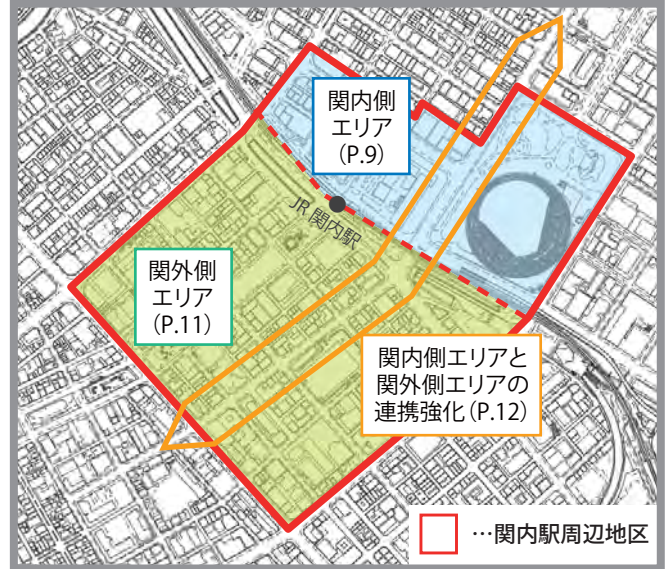 関内側
エリア
(P.9)
JR関内駅
関外側
エリア
(P.11)
関内側エリアと
関外側エリアの
連携強化(P.12)
…関内駅周辺地区